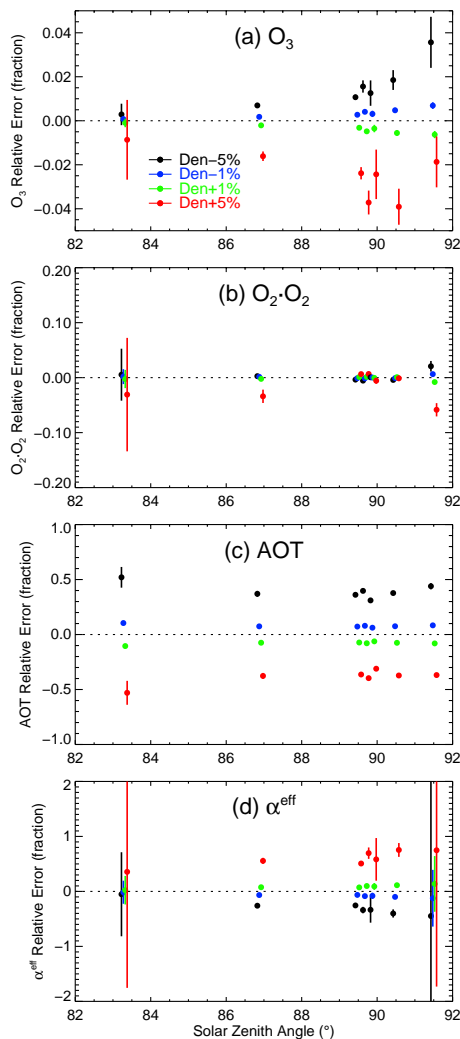 (a) O₃
O₃ Relative Error (fraction)
0.04
0.02
0.00
−0.02
−0.04
Den−5%
Den−1%
Den+1%
Den+5%
82 84 86 88 90 92
(b) O₂·O₂
O₂·O₂ Relative Error (fraction)
0.20
0.10
0.00
−0.10
−0.20
82 84 86 88 90 92
(c) AOT
AOT Relative Error (fraction)
1.0
0.5
0.0
−0.5
−1.0
82 84 86 88 90 92
(d) αᵉᶠᶠ
αᵉᶠᶠ Relative Error (fraction)
2
1
0
−1
−2
82 84 86 88 90 92
Solar Zenith Angle (°)